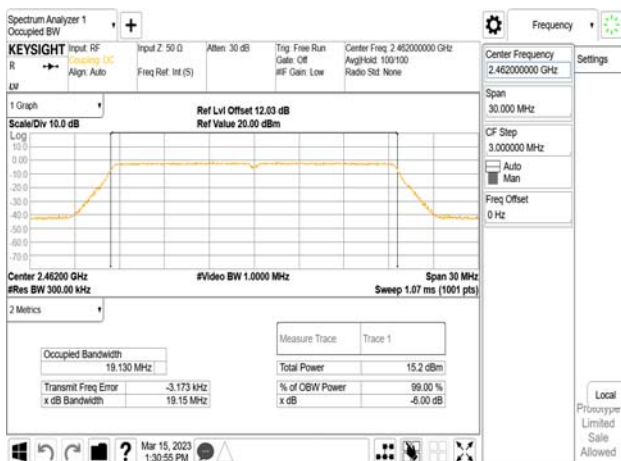 Spectrum Analyzer 1
Occupied BW
+
Frequency
KEYSIGHT
R
Input: RF
Coupling: DC
Align: Auto
Input Z: 50 Ω
Freq Ref: Int (S)
Atten: 30 dB
Trig: Free Run
Gate: Off
#IF Gain: Low
Center Freq: 2.462000000 GHz
Avg|Hold: 100/100
Radio Std: None
Center Frequency
2.462000000 GHz
Settings
Span
30.000 MHz
CF Step
3.000000 MHz
Auto
Man
Freq Offset
0 Hz
1 Graph
Scale/Div 10.0 dB
Ref Lvl Offset 12.03 dB
Ref Value 20.00 dBm
Log
10.0
0.00
-10.0
-20.0
-30.0
-40.0
-50.0
-60.0
-70.0
Center 2.46200 GHz
#Video BW 1.0000 MHz
Span 30 MHz
#Res BW 300.00 kHz
Sweep 1.07 ms (1001 pts)
2 Metrics
Measure Trace
Trace 1
Occupied Bandwidth
19.130 MHz
Total Power
15.2 dBm
Transmit Freq Error
-3.173 kHz
% of OBW Power
99.00 %
x dB Bandwidth
19.15 MHz
x dB
-6.00 dB
Local
Prototype
Limited
Sale
Allowed
?
Mar 15, 2023
1:30:55 PM